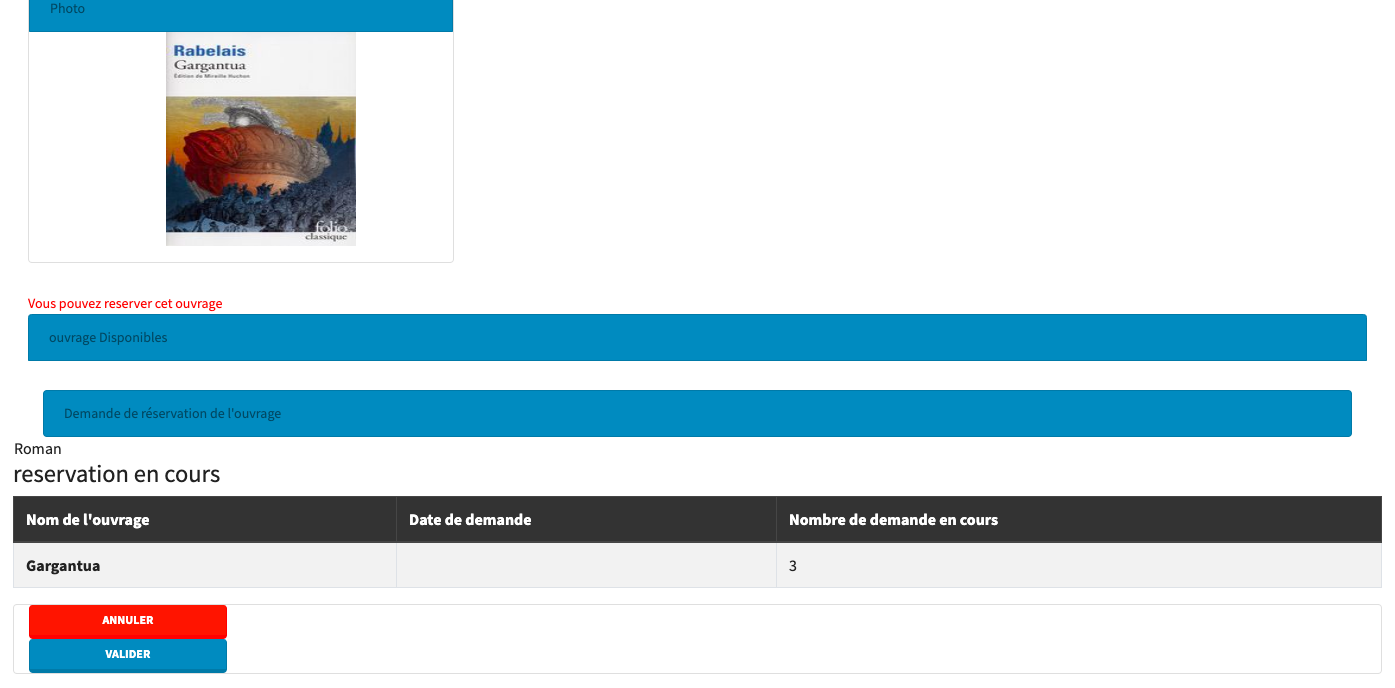 Photo
Rabelais
Gargantua
Édition de Mireille Huchon
folio
classique
Vous pouvez reserver cet ouvrage
ouvrage Disponibles
Demande de réservation de l'ouvrage
Roman
reservation en cours
Nom de l'ouvrage Date de demande Nombre de demande en cours
Gargantua 3
ANNULER
VALIDER